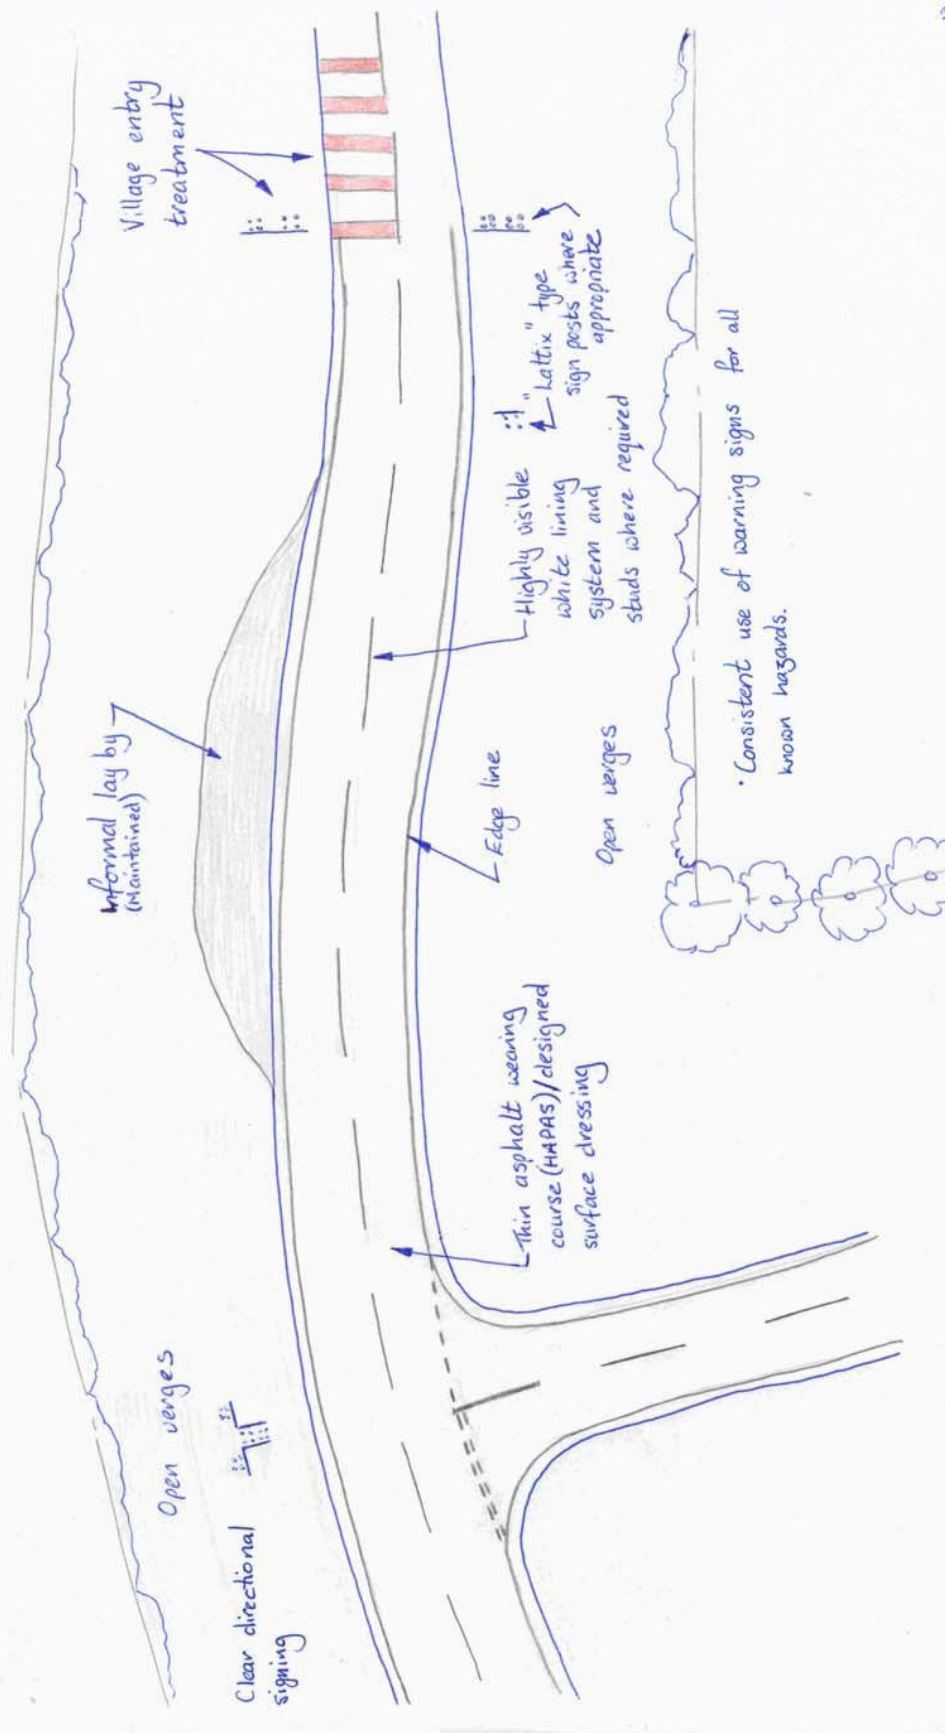 Village entry
treatment
Informal lay by
(Maintained)
Open verges
Clear directional
signing
"Lattix" type
sign posts where
appropriate
Highly visible
white lining
system and
studs where required
Edge line
Thin asphalt wearing
course (HAPAS)/designed
surface dressing
Open verges
• Consistent use of warning signs for all
known hazards.